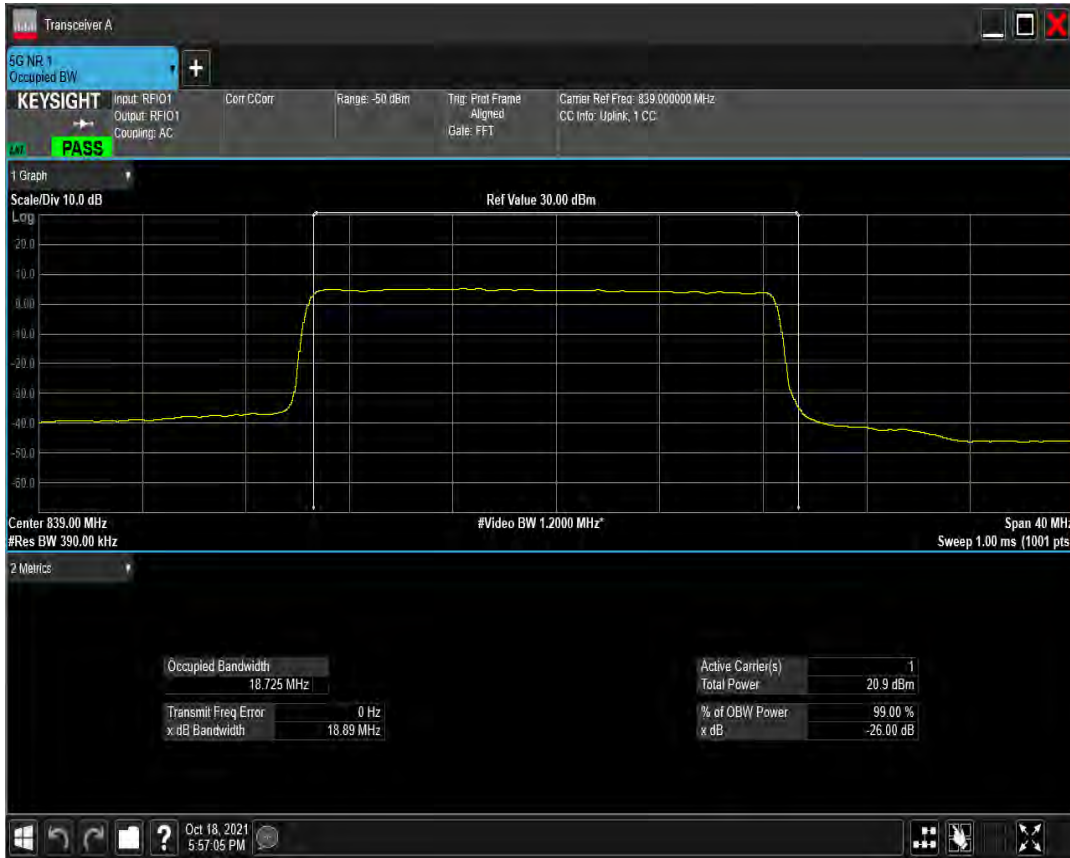 Transceiver A
5G NR 1
Occupied BW
KEYSIGHT
PASS
Input: RFIO1
Output: RFIO1
Coupling: AC
Corr CCorr
Range: -50 dBm
Trig: Prot Frame
Aligned
Gate: FFT
Carrier Ref Freq: 839.000000 MHz
CC Info: Uplink, 1 CC
1 Graph
Scale/Div 10.0 dB
Ref Value 30.00 dBm
Log
20.0
10.0
0.00
-10.0
-20.0
-30.0
-40.0
-50.0
-60.0
Center 839.00 MHz
#Video BW 1.2000 MHz*
Span 40 MHz
#Res BW 390.00 kHz
Sweep 1.00 ms (1001 pts
2 Metrics
Occupied Bandwidth
18.725 MHz
Transmit Freq Error 0 Hz
x dB Bandwidth 18.89 MHz
Active Carrier(s) 1
Total Power 20.9 dBm
% of OBW Power 99.00 %
x dB -26.00 dB
?
Oct 18, 2021
5:57:05 PM